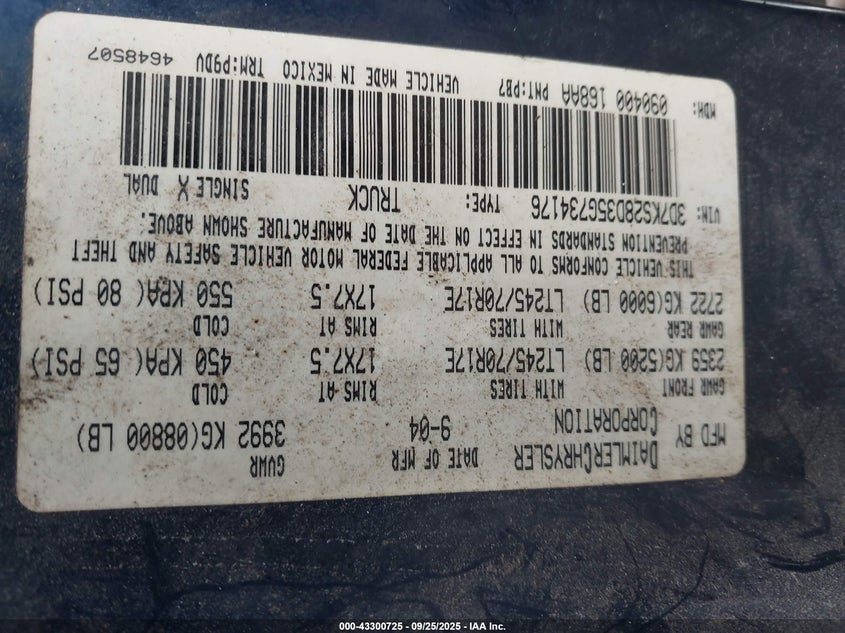 MFD BY DAIMLERCHRYSLER CORPORATION DATE OF MFR 9-04 GVWR 3992 KG(08800 LB)
GAWR FRONT WITH TIRES RIMS AT COLD
2359 KG(5200 LB) LT245/70R17E 17X7.5 450 KPA( 65 PSI)
GAWR REAR WITH TIRES RIMS AT COLD
2722 KG(6000 LB) LT245/70R17E 17X7.5 550 KPA( 80 PSI)
THIS VEHICLE CONFORMS TO ALL APPLICABLE FEDERAL MOTOR VEHICLE SAFETY AND THEFT
PREVENTION STANDARDS IN EFFECT ON THE DATE OF MANUFACTURE SHOWN ABOVE.
VIN: 3D7KS28D35G734176 TYPE: TRUCK SINGLE X DUAL
MDH: 090400 168AA PNT:PB7 VEHICLE MADE IN MEXICO TRM:P9DV 4648507
000-43300725 - 09/25/2025 - IAA Inc.